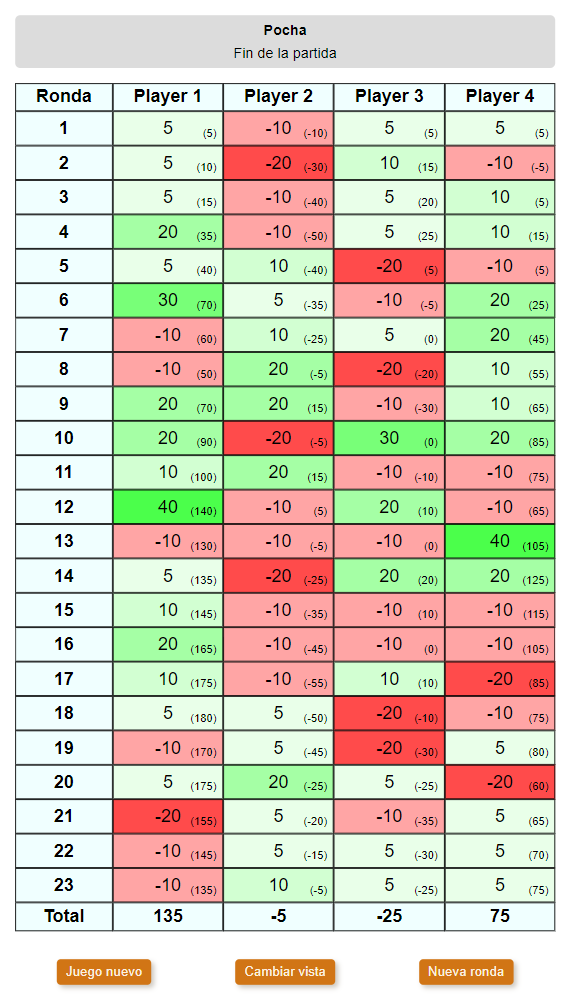 Pocha
Fin de la partida
Ronda Player 1 Player 2 Player 3 Player 4
1 5 (5) -10 (-10) 5 (5) 5 (5)
2 5 (10) -20 (-30) 10 (15) -10 (-5)
3 5 (15) -10 (-40) 5 (20) 10 (5)
4 20 (35) -10 (-50) 5 (25) 10 (15)
5 5 (40) 10 (-40) -20 (5) -10 (5)
6 30 (70) 5 (-35) -10 (-5) 20 (25)
7 -10 (60) 10 (-25) 5 (0) 20 (45)
8 -10 (50) 20 (-5) -20 (-20) 10 (55)
9 20 (70) 20 (15) -10 (-30) 10 (65)
10 20 (90) -20 (-5) 30 (0) 20 (85)
11 10 (100) 20 (15) -10 (-10) -10 (75)
12 40 (140) -10 (5) 20 (10) -10 (65)
13 -10 (130) -10 (-5) -10 (0) 40 (105)
14 5 (135) -20 (-25) 20 (20) 20 (125)
15 10 (145) -10 (-35) -10 (10) -10 (115)
16 20 (165) -10 (-45) -10 (0) -10 (105)
17 10 (175) -10 (-55) 10 (10) -20 (85)
18 5 (180) 5 (-50) -20 (-10) -10 (75)
19 -10 (170) 5 (-45) -20 (-30) 5 (80)
20 5 (175) 20 (-25) 5 (-25) -20 (60)
21 -20 (155) 5 (-20) -10 (-35) 5 (65)
22 -10 (145) 5 (-15) 5 (-30) 5 (70)
23 -10 (135) 10 (-5) 5 (-25) 5 (75)
Total 135 -5 -25 75
Juego nuevo Cambiar vista Nueva ronda